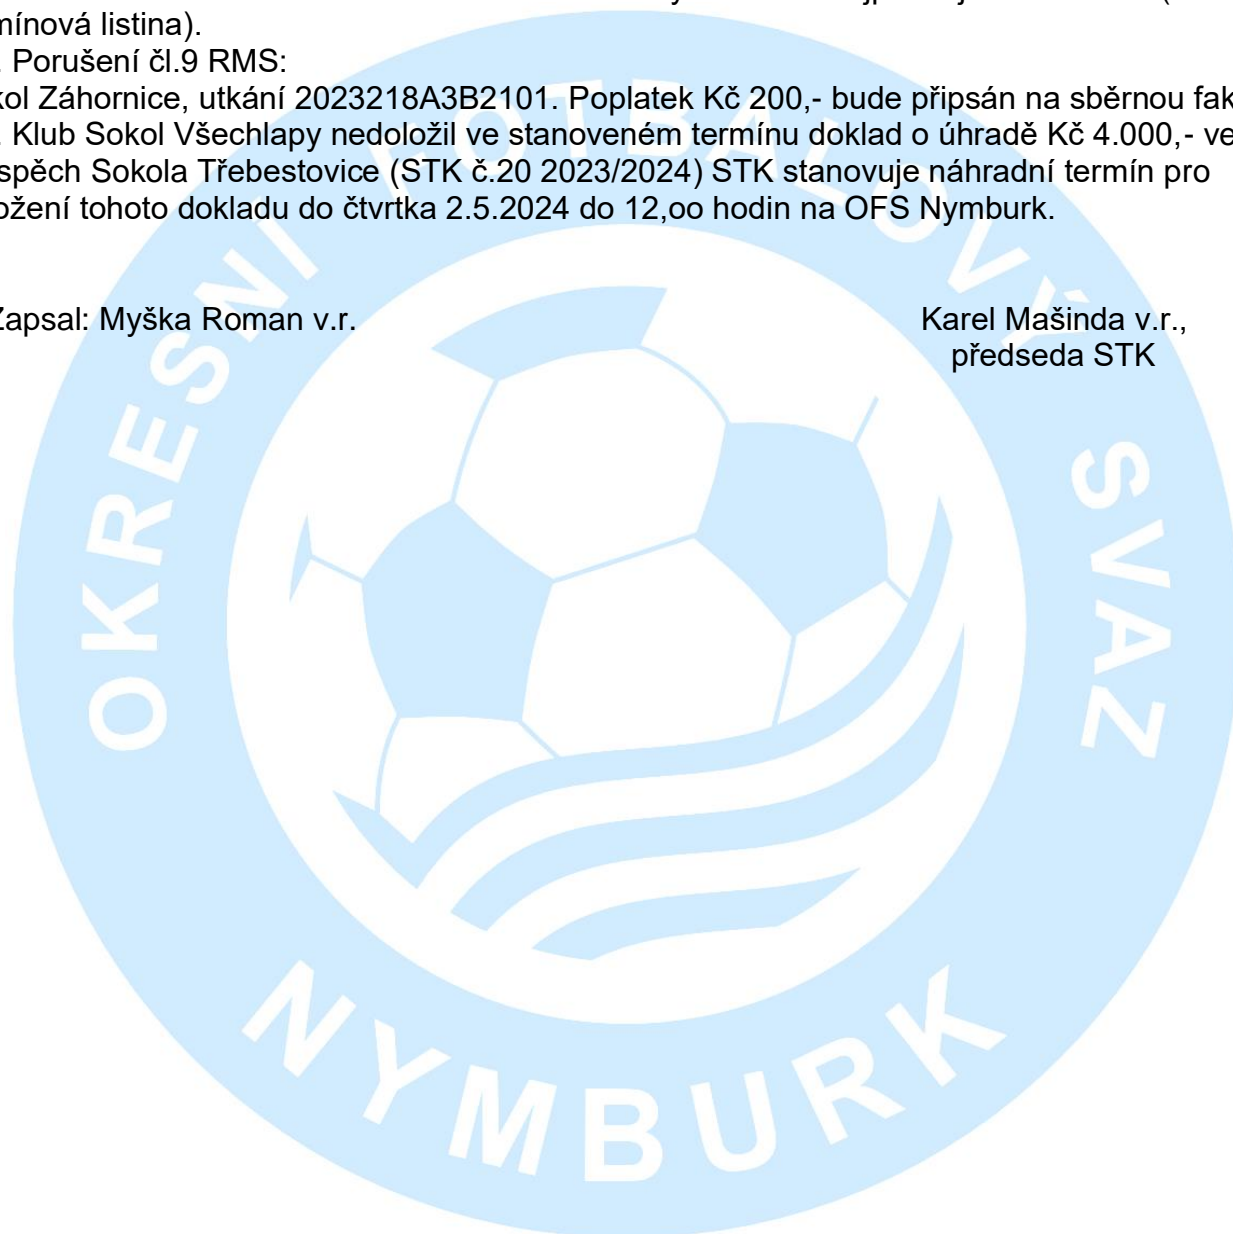 mínová listina).
Porušení čl.9 RMS:
kol Záhornice, utkání 2023218A3B2101. Poplatek Kč 200,- bude připsán na sběrnou fak
. Klub Sokol Všechlapy nedoložil ve stanoveném termínu doklad o úhradě Kč 4.000,- ve
spěch Sokola Třebestovice (STK č.20 2023/2024) STK stanovuje náhradní termín pro
ožení tohoto dokladu do čtvrtka 2.5.2024 do 12,oo hodin na OFS Nymburk.
Zapsal: Myška Roman v.r.
Karel Mašinda v.r.,
předseda STK
OKRESNÍ FOTBALOVÝ SVAZ
NYMBURK